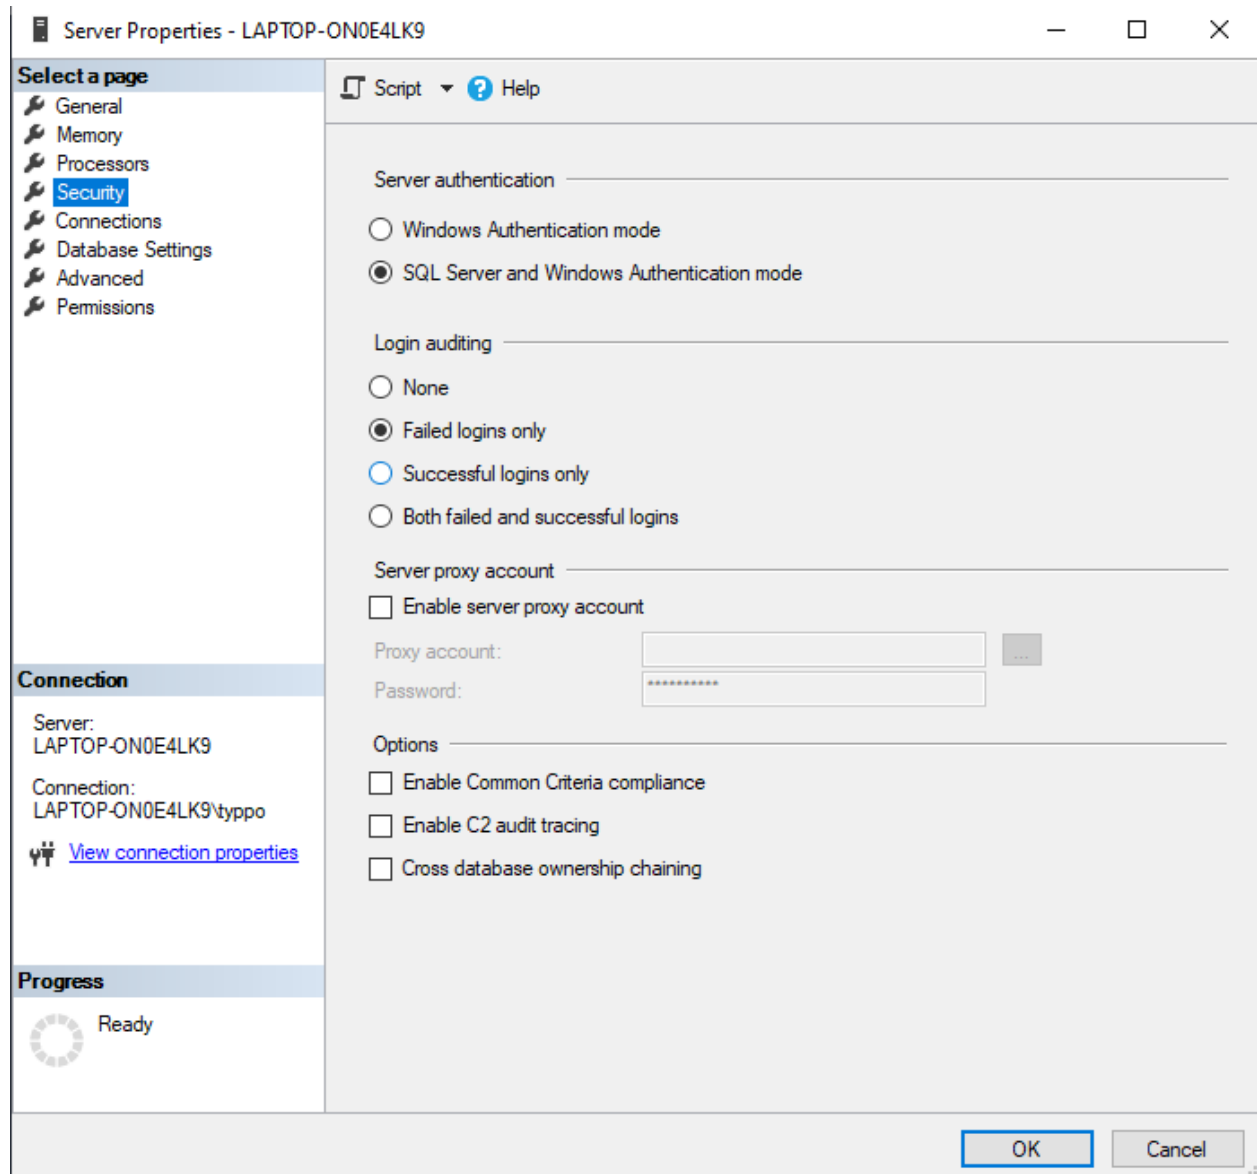 Server Properties - LAPTOP-ON0E4LK9
Select a page
General
Memory
Processors
Security
Connections
Database Settings
Advanced
Permissions
Script
Help
Server authentication
Windows Authentication mode
SQL Server and Windows Authentication mode
Login auditing
None
Failed logins only
Successful logins only
Both failed and successful logins
Server proxy account
Enable server proxy account
Proxy account:
...
Password:
**********
Options
Enable Common Criteria compliance
Enable C2 audit tracing
Cross database ownership chaining
Connection
Server:
LAPTOP-ON0E4LK9
Connection:
LAPTOP-ON0E4LK9\typpo
View connection properties
Progress
Ready
OK
Cancel